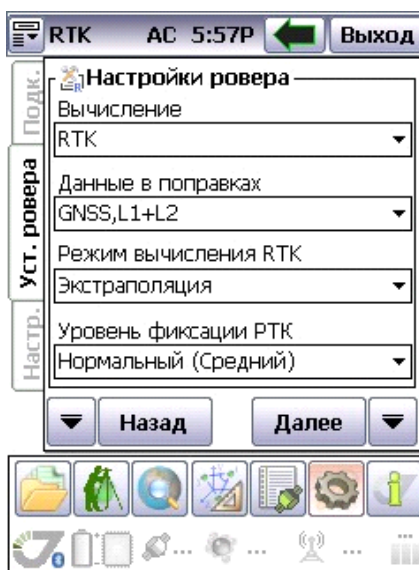 RTK AC 5:57P Выход
Подк.
Уст. ровера
Настр.
Настройки ровера
Вычисление
RTK
Данные в поправках
GNSS,L1+L2
Режим вычисления RTK
Экстраполяция
Уровень фиксации РТК
Нормальный (Средний)
Назад Далее
... ... ...